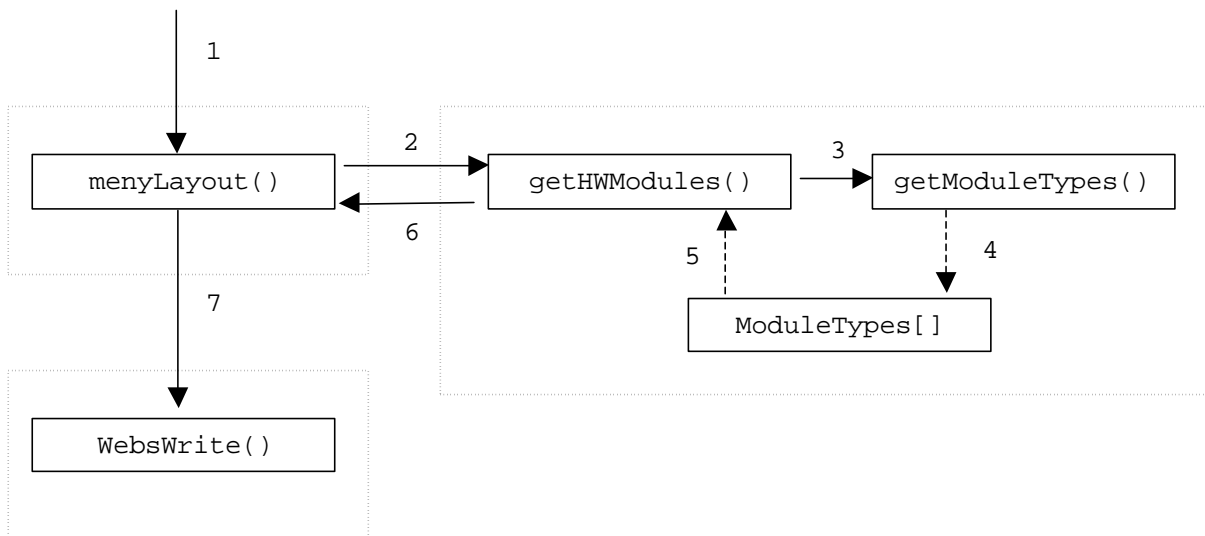 1
2
3
menyLayout()
getHWModules()
getModuleTypes()
6
5
4
7
ModuleTypes[]
WebsWrite()